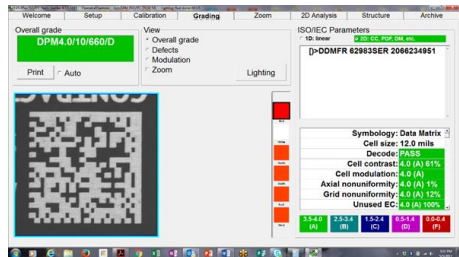 Welcome Setup Calibration Grading Zoom 2D Analysis Structure Archive
Overall grade
DPM4.0/10/660/D
Print Auto
View
Overall grade
Defects
Modulation
Zoom
Lighting
ISO/IEC Parameters
1D: linear 2D: CC, PDF, DM, etc.
[)>DDMFR 62983SER 2066234951
Symbology: Data Matrix
Cell size: 12.0 mils
Decode: PASS
Cell contrast: 4.0 (A) 61%
Cell modulation: 4.0 (A)
Axial nonuniformity: 4.0 (A) 1%
Grid nonuniformity: 4.0 (A) 12%
Unused EC: 4.0 (A) 100%
3.5-4.0 2.5-3.4 1.5-2.4 0.5-1.4 0.0-0.4
(A) (B) (C) (D) (F)